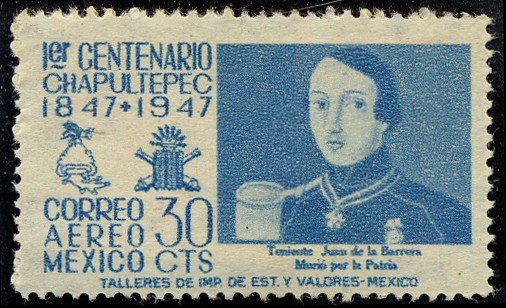 1er CENTENARIO
CHAPULTEPEC
1847+1947
CORREO 30
AEREO
MEXICO CTS
Teniente Juan de la Barrera
Murió por la Patria
TALLERES DE IMP. DE EST. Y VALORES-MEXICO